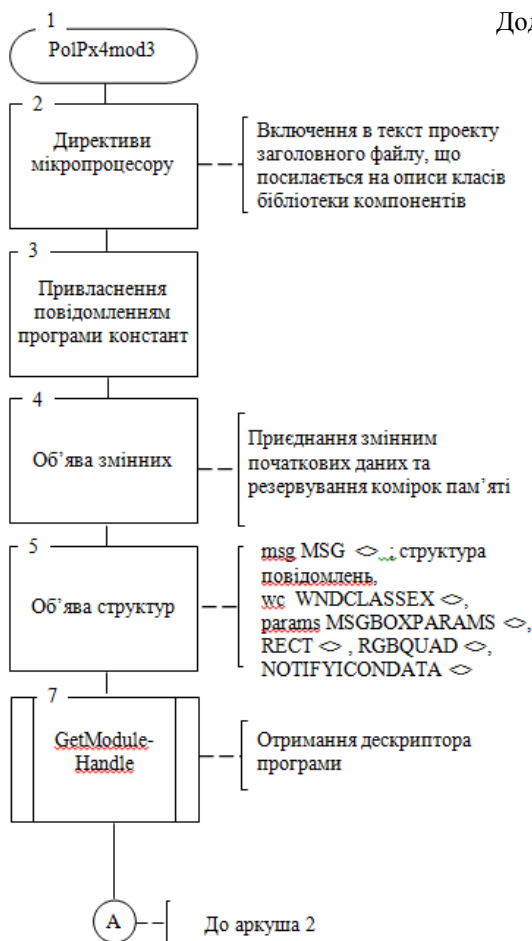 1
Дод
PolPx4mod3
2
Директиви
мікропроцесору
Включення в текст проекту
заголовного файлу, що
посилається на описи класів
бібліотеки компонентів
3
Привласнення
повідомленням
програми констант
4
Об’ява змінних
Приєднання змінним
початкових даних та
резервування комірок пам’яті
5
Об’ява структур
msg MSG <> ; структура
повідомлень,
wc WNDCLASSEX <>,
params MSGBOXPARAMS <>,
RECT <> , RGBQUAD <>,
NOTIFYICONDATA <>
7
GetModule-
Handle
Отримання дескриптора
програми
А
До аркуша 2